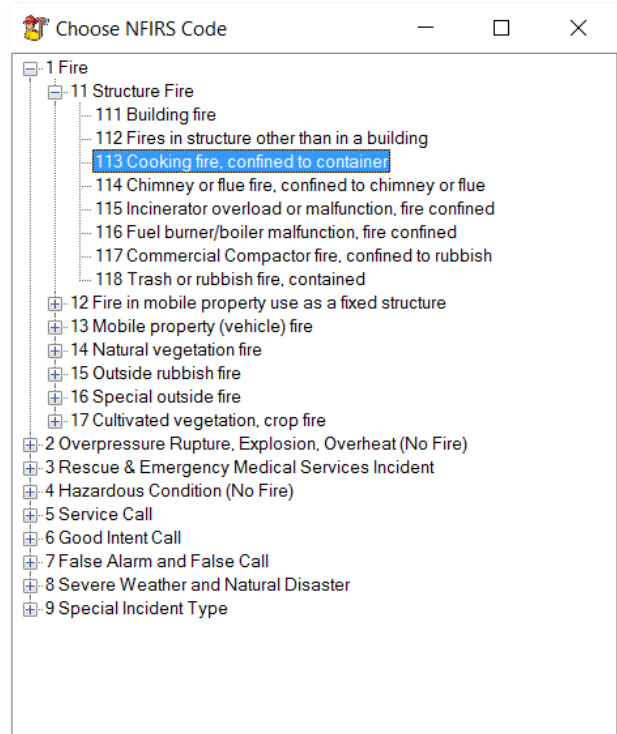 Choose NFIRS Code
1 Fire
11 Structure Fire
111 Building fire
112 Fires in structure other than in a building
113 Cooking fire, confined to container
114 Chimney or flue fire, confined to chimney or flue
115 Incinerator overload or malfunction, fire confined
116 Fuel burner/boiler malfunction, fire confined
117 Commercial Compactor fire, confined to rubbish
118 Trash or rubbish fire, contained
12 Fire in mobile property use as a fixed structure
13 Mobile property (vehicle) fire
14 Natural vegetation fire
15 Outside rubbish fire
16 Special outside fire
17 Cultivated vegetation, crop fire
2 Overpressure Rupture, Explosion, Overheat (No Fire)
3 Rescue & Emergency Medical Services Incident
4 Hazardous Condition (No Fire)
5 Service Call
6 Good Intent Call
7 False Alarm and False Call
8 Severe Weather and Natural Disaster
9 Special Incident Type